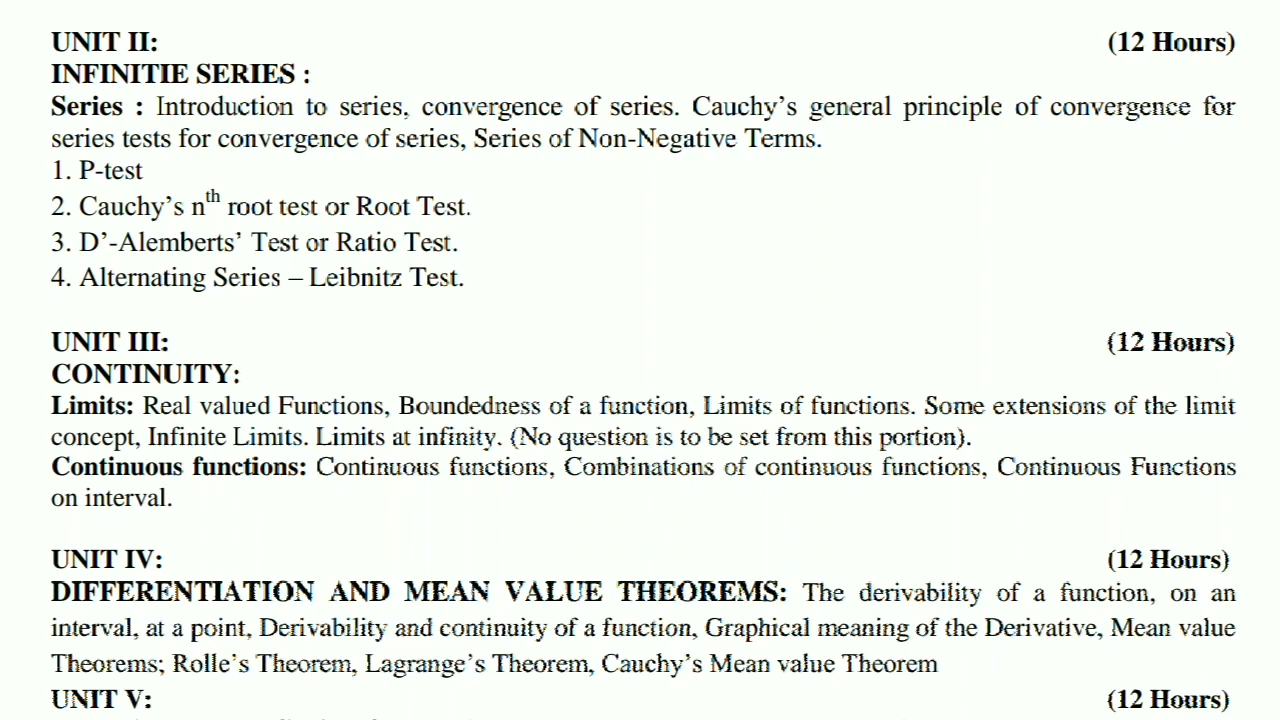 UNIT II: (12 Hours)
INFINITIE SERIES :
Series : Introduction to series, convergence of series. Cauchy's general principle of convergence for
series tests for convergence of series, Series of Non-Negative Terms.
1. P-test
2. Cauchy's nth root test or Root Test.
3. D'-Alemberts' Test or Ratio Test.
4. Alternating Series – Leibnitz Test.
UNIT III: (12 Hours)
CONTINUITY:
Limits: Real valued Functions, Boundedness of a function, Limits of functions. Some extensions of the limit
concept, Infinite Limits. Limits at infinity. (No question is to be set from this portion).
Continuous functions: Continuous functions, Combinations of continuous functions, Continuous Functions
on interval.
UNIT IV: (12 Hours)
DIFFERENTIATION AND MEAN VALUE THEOREMS: The derivability of a function, on an
interval, at a point, Derivability and continuity of a function, Graphical meaning of the Derivative, Mean value
Theorems; Rolle's Theorem, Lagrange's Theorem, Cauchy's Mean value Theorem
UNIT V: (12 Hours)